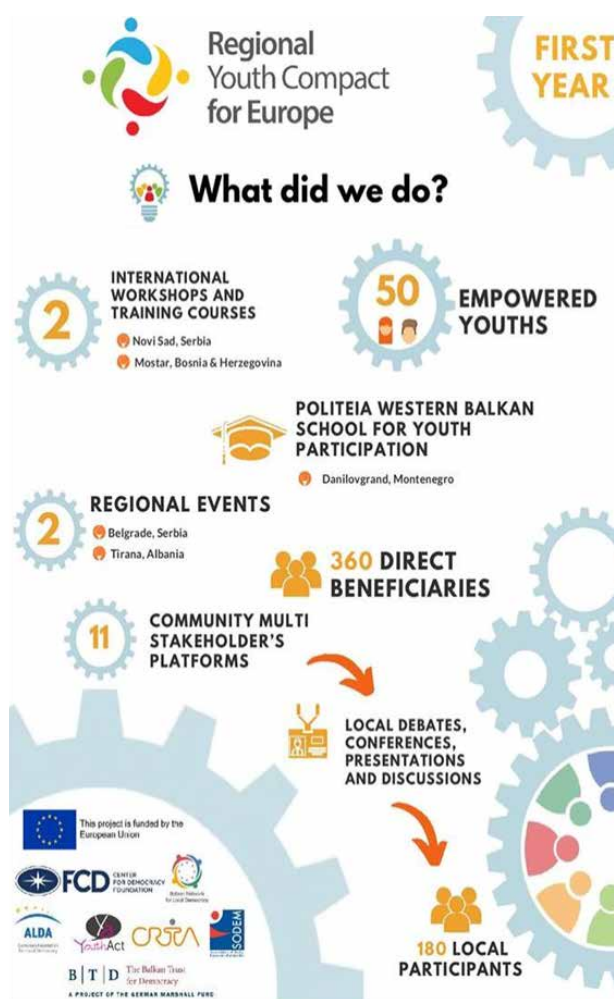 Regional
Youth Compact
for Europe
FIRST
YEAR
What did we do?
2
INTERNATIONAL
WORKSHOPS AND
TRAINING COURSES
Novi Sad, Serbia
Mostar, Bosnia & Herzegovina
50
EMPOWERED
YOUTHS
POLITEIA WESTERN BALKAN
SCHOOL FOR YOUTH
PARTICIPATION
Danilovgrand, Montenegro
2
REGIONAL EVENTS
Belgrade, Serbia
Tirana, Albania
360 DIRECT
BENEFICIARIES
11
COMMUNITY MULTI
STAKEHOLDER'S
PLATFORMS
LOCAL DEBATES,
CONFERENCES,
PRESENTATIONS
AND DISCUSSIONS
180 LOCAL
PARTICIPANTS
This project is funded by the
European Union
FCD
CENTER
FOR DEMOCRACY
FOUNDATION
Balkan Network
for Local Democracy
ALDA
YouthAct
CRTA
ISODEM
B | T | D The Balkan Trust
for Democracy
A PROJECT OF THE GERMAN MARSHALL FUND